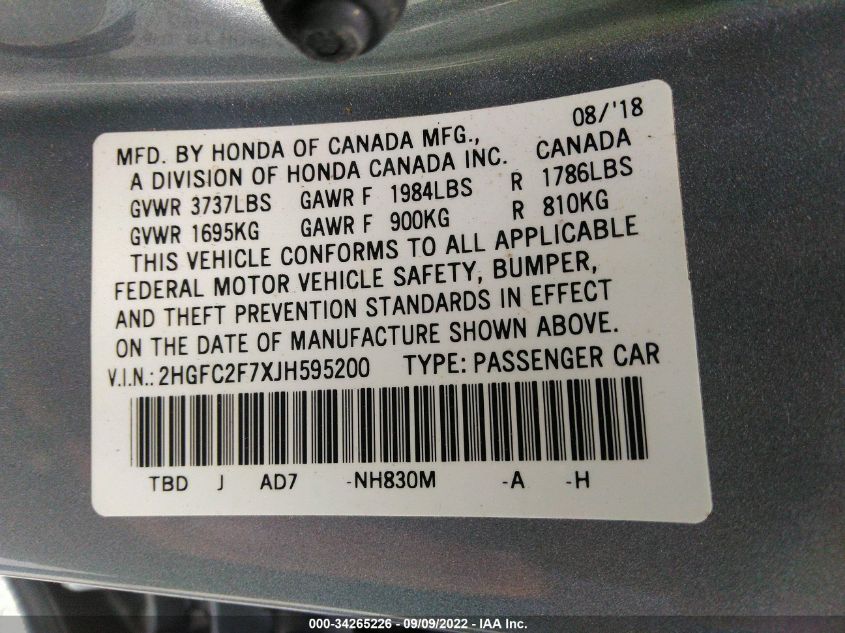 08/'18
MFD. BY HONDA OF CANADA MFG.,
A DIVISION OF HONDA CANADA INC. CANADA
GVWR 3737LBS GAWR F 1984LBS R 1786LBS
GVWR 1695KG GAWR F 900KG R 810KG
THIS VEHICLE CONFORMS TO ALL APPLICABLE
FEDERAL MOTOR VEHICLE SAFETY, BUMPER,
AND THEFT PREVENTION STANDARDS IN EFFECT
ON THE DATE OF MANUFACTURE SHOWN ABOVE.
V.I.N.: 2HGFC2F7XJH595200 TYPE: PASSENGER CAR
TBD J AD7 -NH830M -A -H
000-34265226 - 09/09/2022 - IAA Inc.